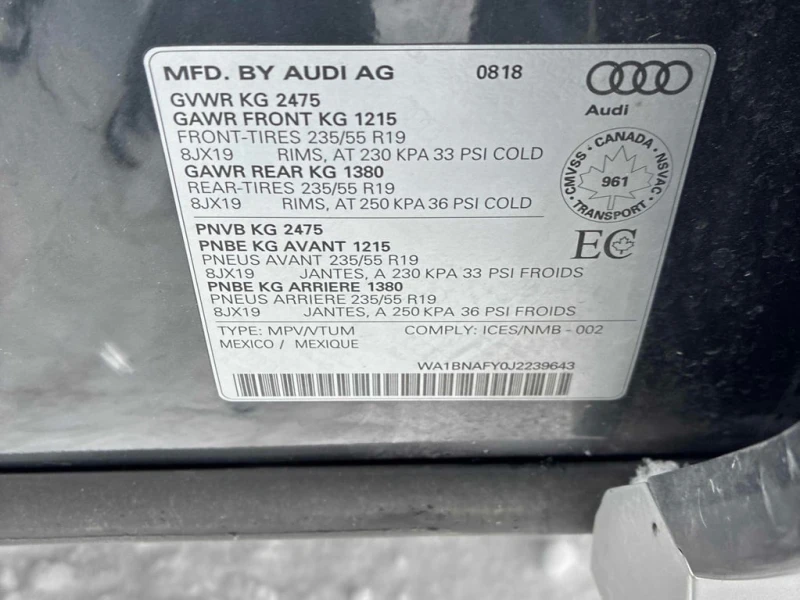 MFD. BY AUDI AG 0818
Audi
GVWR KG 2475
GAWR FRONT KG 1215
FRONT-TIRES 235/55 R19
8JX19 RIMS, AT 230 KPA 33 PSI COLD
GAWR REAR KG 1380
REAR-TIRES 235/55 R19
8JX19 RIMS, AT 250 KPA 36 PSI COLD
CMVSS · CANADA · NSVAC · TRANSPORT ·
961
PNVB KG 2475
PNBE KG AVANT 1215
PNEUS AVANT 235/55 R19
8JX19 JANTES, A 230 KPA 33 PSI FROIDS
PNBE KG ARRIERE 1380
PNEUS ARRIERE 235/55 R19
8JX19 JANTES, A 250 KPA 36 PSI FROIDS
EC
TYPE: MPV/VTUM COMPLY: ICES/NMB - 002
MEXICO / MEXIQUE
WA1BNAFY0J2239643